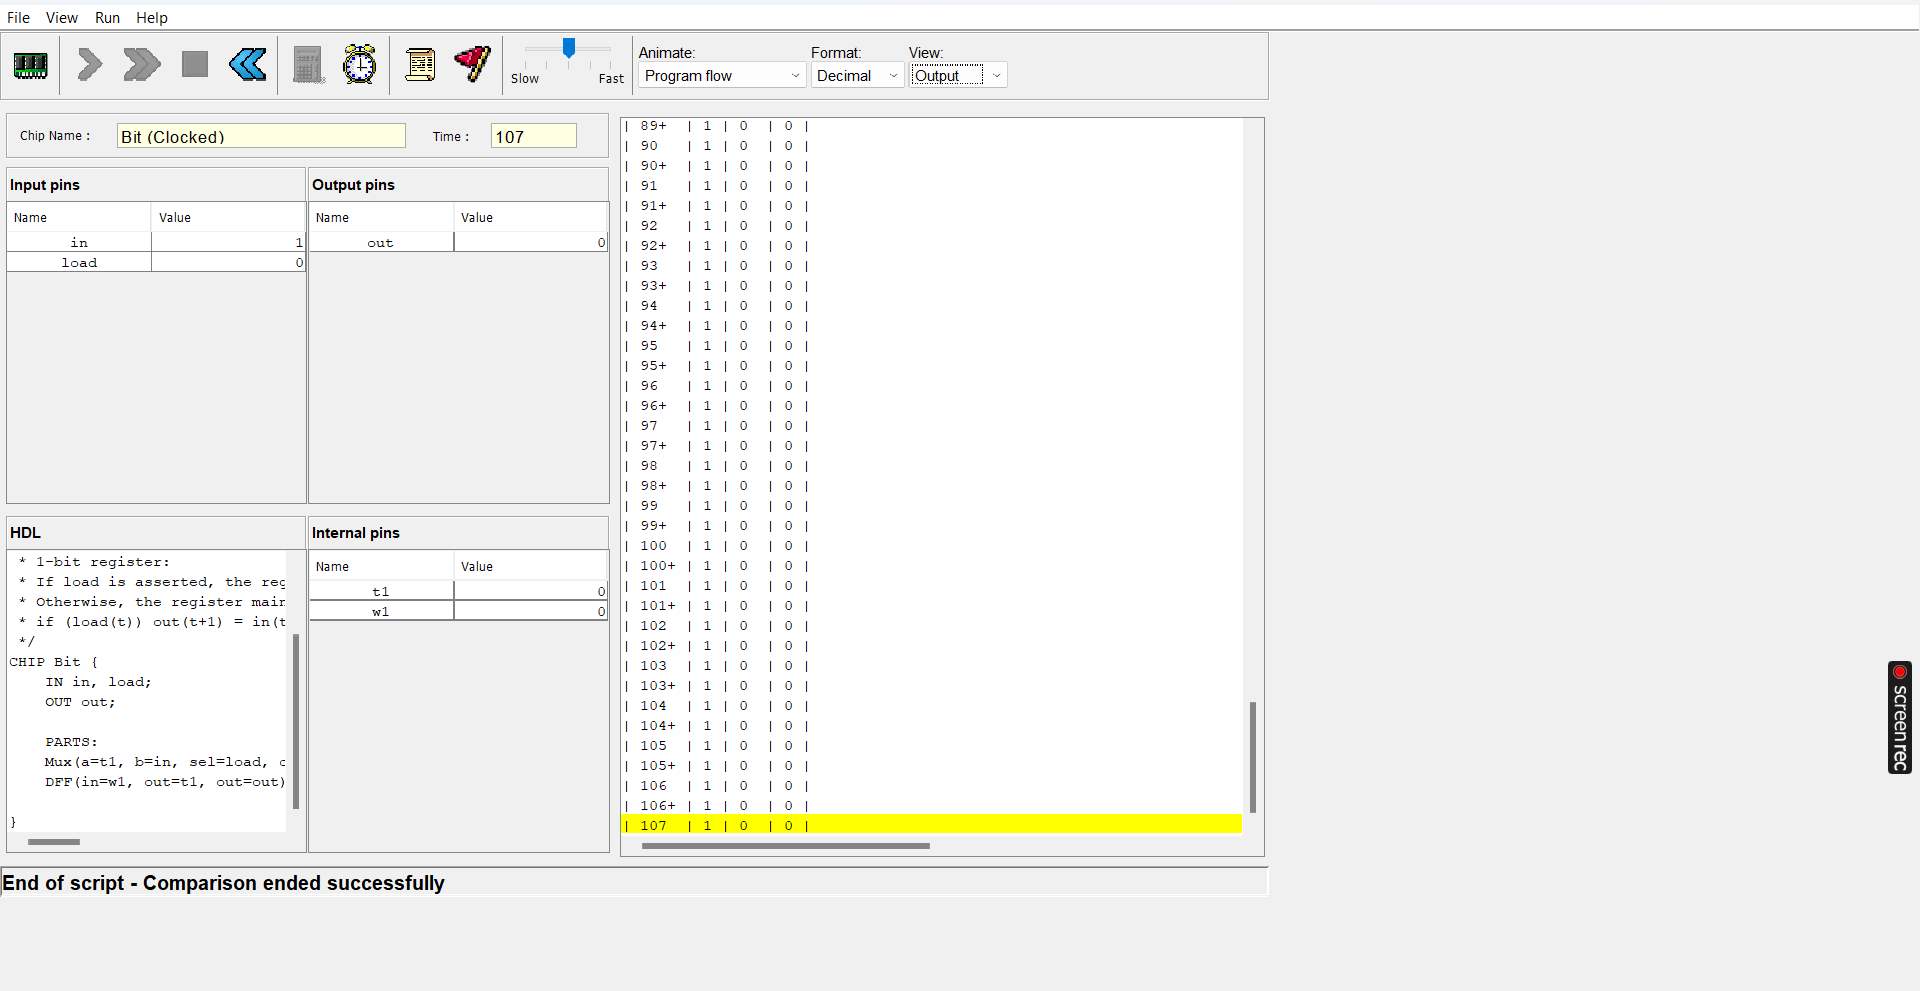 File View Run Help
Animate: Format: View:
Slow Fast Program flow Decimal Output
Chip Name : Bit (Clocked) Time : 107
Input pins Output pins
Name Value Name Value
in 1 out 0
load 0
HDL
* 1-bit register:
* If load is asserted, the reg
* Otherwise, the register main
* if (load(t)) out(t+1) = in(t
*/
CHIP Bit {
IN in, load;
OUT out;
PARTS:
Mux(a=t1, b=in, sel=load, o
DFF(in=w1, out=t1, out=out)
}
Internal pins
Name Value
t1 0
w1 0
| 89+ | 1 | 0 | 0 |
| 90 | 1 | 0 | 0 |
| 90+ | 1 | 0 | 0 |
| 91 | 1 | 0 | 0 |
| 91+ | 1 | 0 | 0 |
| 92 | 1 | 0 | 0 |
| 92+ | 1 | 0 | 0 |
| 93 | 1 | 0 | 0 |
| 93+ | 1 | 0 | 0 |
| 94 | 1 | 0 | 0 |
| 94+ | 1 | 0 | 0 |
| 95 | 1 | 0 | 0 |
| 95+ | 1 | 0 | 0 |
| 96 | 1 | 0 | 0 |
| 96+ | 1 | 0 | 0 |
| 97 | 1 | 0 | 0 |
| 97+ | 1 | 0 | 0 |
| 98 | 1 | 0 | 0 |
| 98+ | 1 | 0 | 0 |
| 99 | 1 | 0 | 0 |
| 99+ | 1 | 0 | 0 |
| 100 | 1 | 0 | 0 |
| 100+ | 1 | 0 | 0 |
| 101 | 1 | 0 | 0 |
| 101+ | 1 | 0 | 0 |
| 102 | 1 | 0 | 0 |
| 102+ | 1 | 0 | 0 |
| 103 | 1 | 0 | 0 |
| 103+ | 1 | 0 | 0 |
| 104 | 1 | 0 | 0 |
| 104+ | 1 | 0 | 0 |
| 105 | 1 | 0 | 0 |
| 105+ | 1 | 0 | 0 |
| 106 | 1 | 0 | 0 |
| 106+ | 1 | 0 | 0 |
| 107 | 1 | 0 | 0 |
End of script - Comparison ended successfully
screenrec